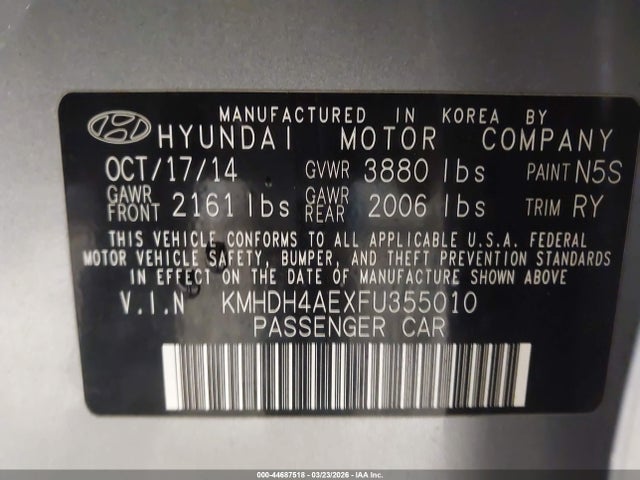 MANUFACTURED IN KOREA BY
HYUNDAI MOTOR COMPANY
OCT/17/14 GVWR 3880 lbs PAINT N5S
GAWR FRONT 2161 lbs GAWR REAR 2006 lbs TRIM RY
THIS VEHICLE CONFORMS TO ALL APPLICABLE U.S.A. FEDERAL
MOTOR VEHICLE SAFETY, BUMPER, AND THEFT PREVENTION STANDARDS
IN EFFECT ON THE DATE OF MANUFACTURE SHOWN ABOVE
V.I.N KMHDH4AEXFU355010
PASSENGER CAR
000-44687518 - 03/23/2026 - IAA Inc.